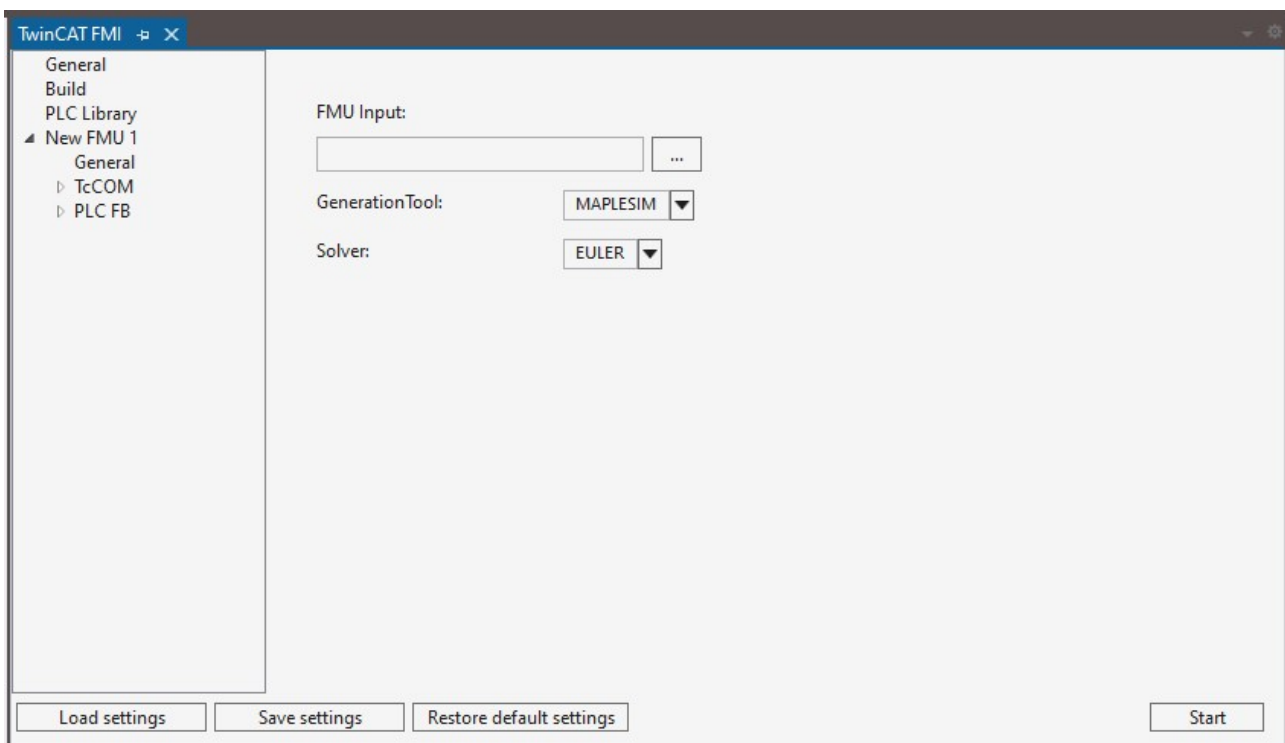 TwinCAT FMI
General
Build
PLC Library
New FMU 1
General
TcCOM
PLC FB
FMU Input:
...
GenerationTool: MAPLESIM
Solver: EULER
Load settings Save settings Restore default settings Start